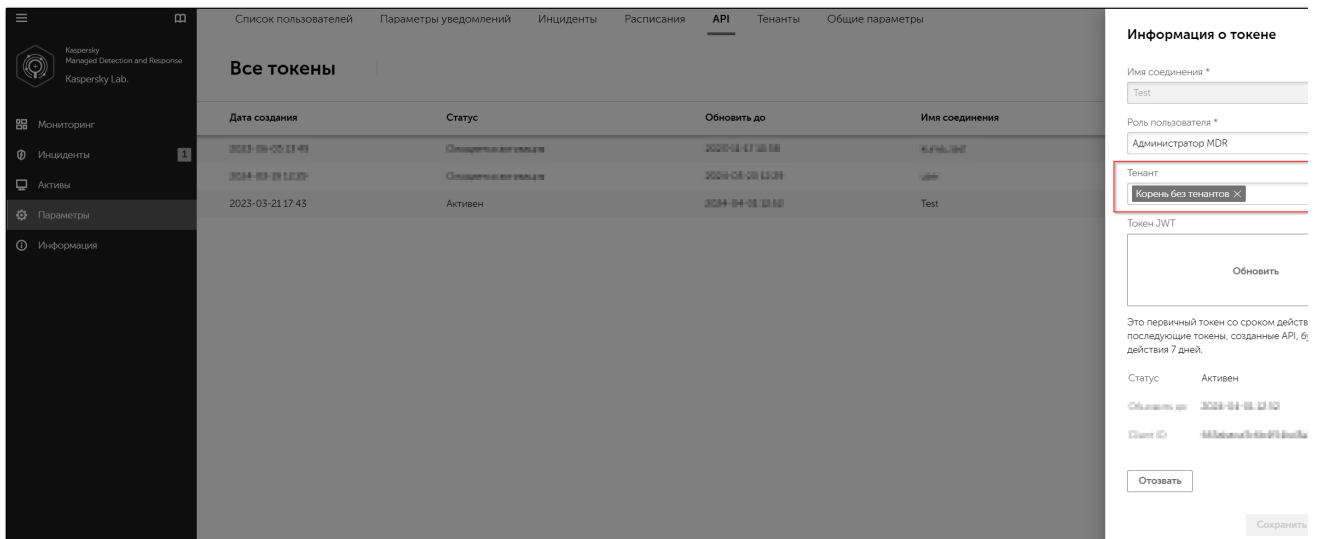 Список пользователей Параметры уведомлений Инциденты Расписания API Тенанты Общие параметры
Kaspersky
Managed Detection and Response
Kaspersky Lab.
Мониторинг
Инциденты 1
Активы
Параметры
Информация
Все токены
Дата создания Статус Обновить до Имя соединения
2023-03-21 17:43 Активен Test
Информация о токене
Имя соединения *
Test
Роль пользователя *
Администратор MDR
Тенант
Корень без тенантов
Токен JWT
Обновить
Это первичный токен со сроком действ
последующие токены, созданные API,
действия 7 дней.
Статус Активен
Отозвать
Сохранить